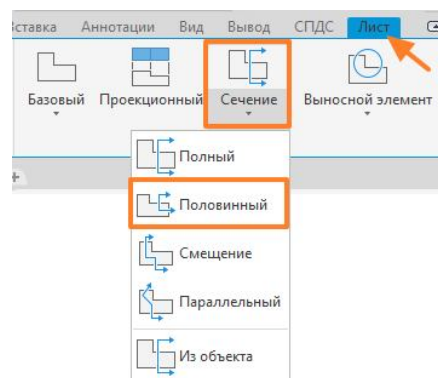 Вставка Аннотации Вид Вывод СПДС Лист
Базовый Проекционный Сечение Выносной элемент
Полный
Половинный
Смещение
Параллельный
Из объекта